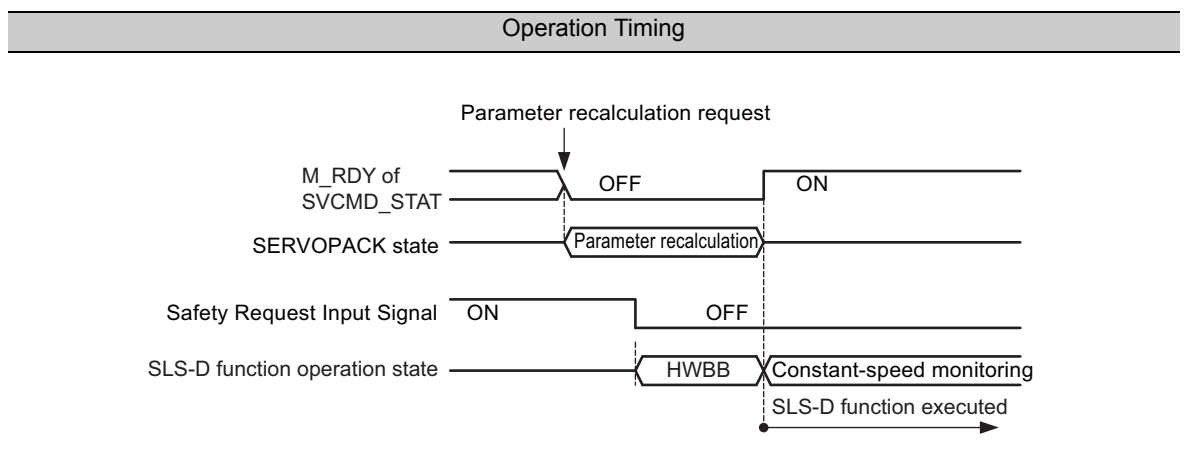 Operation Timing
Parameter recalculation request
M_RDY of
SVCMD_STAT
OFF
ON
SERVOPACK state
Parameter recalculation
Safety Request Input Signal
ON
OFF
SLS-D function operation state
HWBB
Constant-speed monitoring
SLS-D function executed